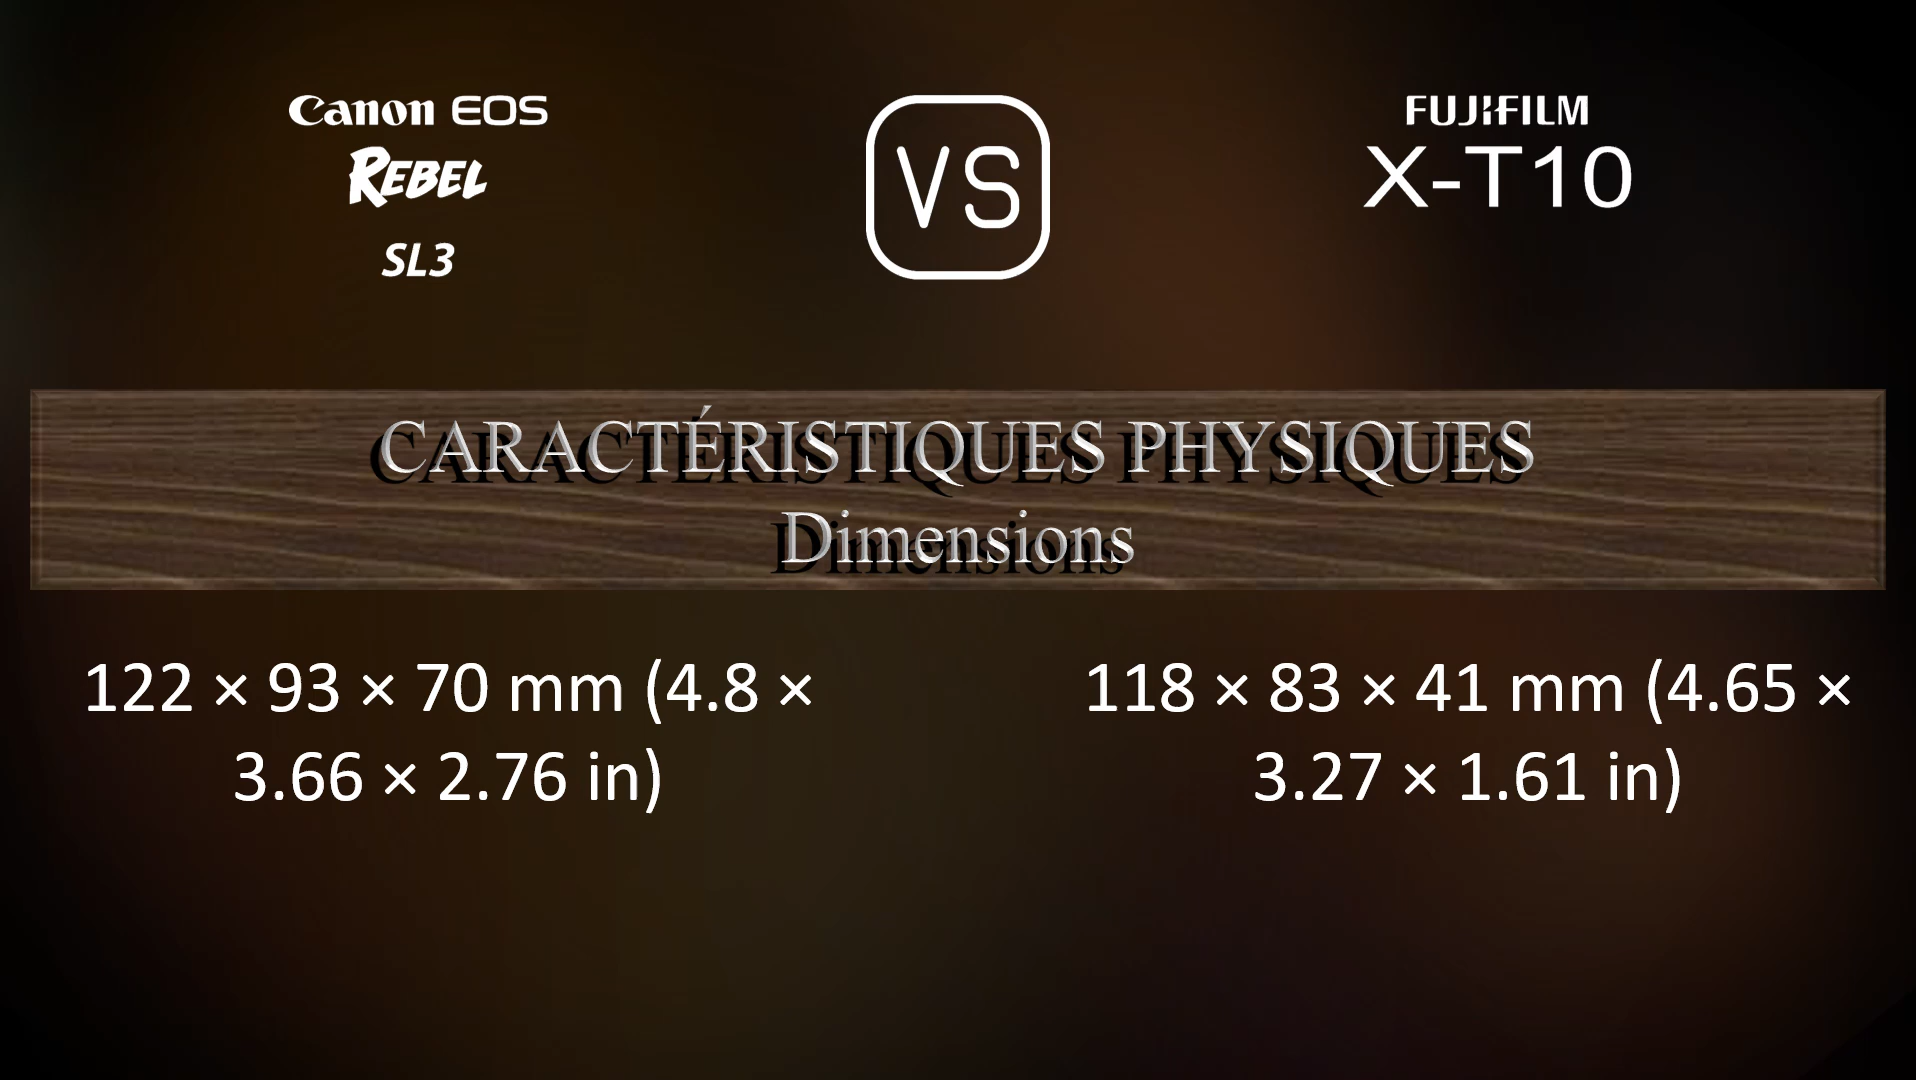 Canon EOS
REBEL
SL3
VS
FUJIFILM
X-T10
CARACTÉRISTIQUES PHYSIQUES
Dimensions
122 × 93 × 70 mm (4.8 ×
3.66 × 2.76 in)
118 × 83 × 41 mm (4.65 ×
3.27 × 1.61 in)